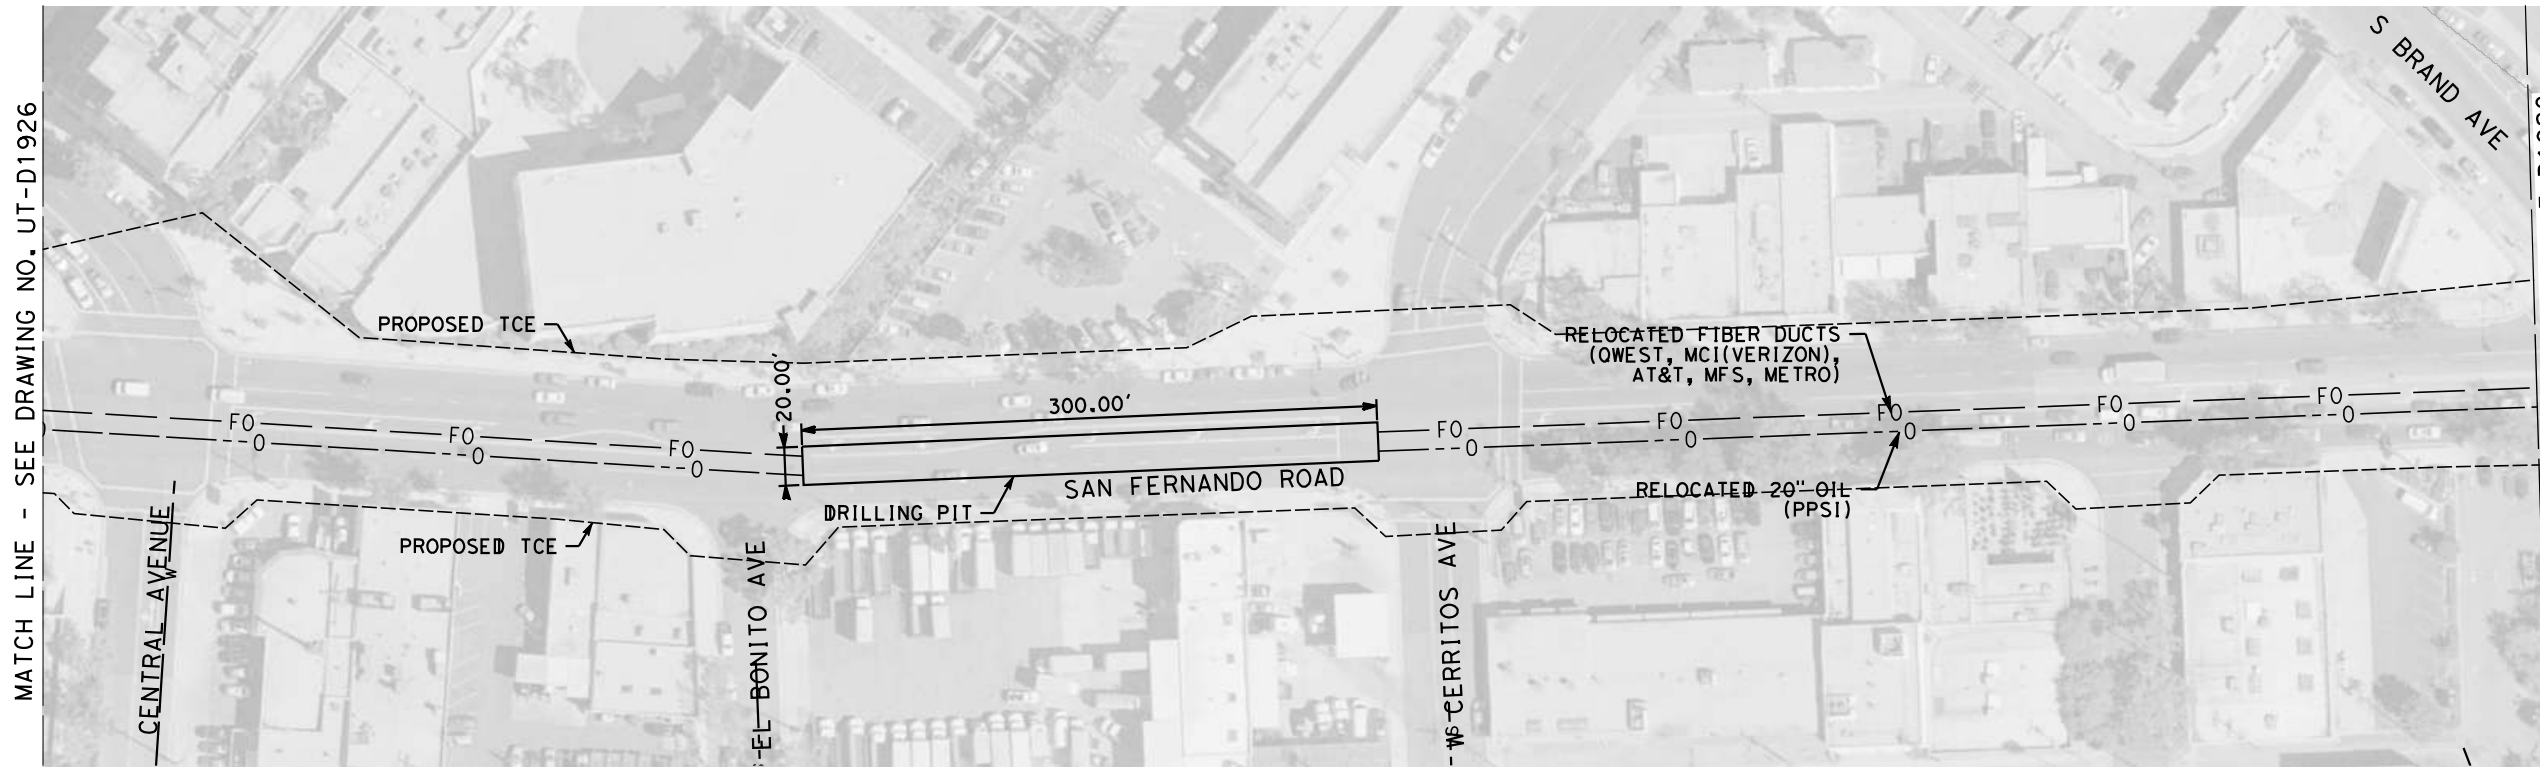 MATCH LINE - SEE DRAWING NO. UT-D1926
S BRAND AVE
PROPOSED TCE
20.00'
300.00'
RELOCATED FIBER DUCTS
(QWEST, MCI(VERIZON),
AT&T, MFS, METRO)
FO
FO
FO
FO
FO
FO
FO
FO
O
O
O
O
O
O
O
O
SAN FERNANDO ROAD
DRILLING PIT
RELOCATED 20" OIL
(PPSI)
PROPOSED TCE
CENTRAL AVENUE
EL BONITO AVE
W CERRITOS AVE